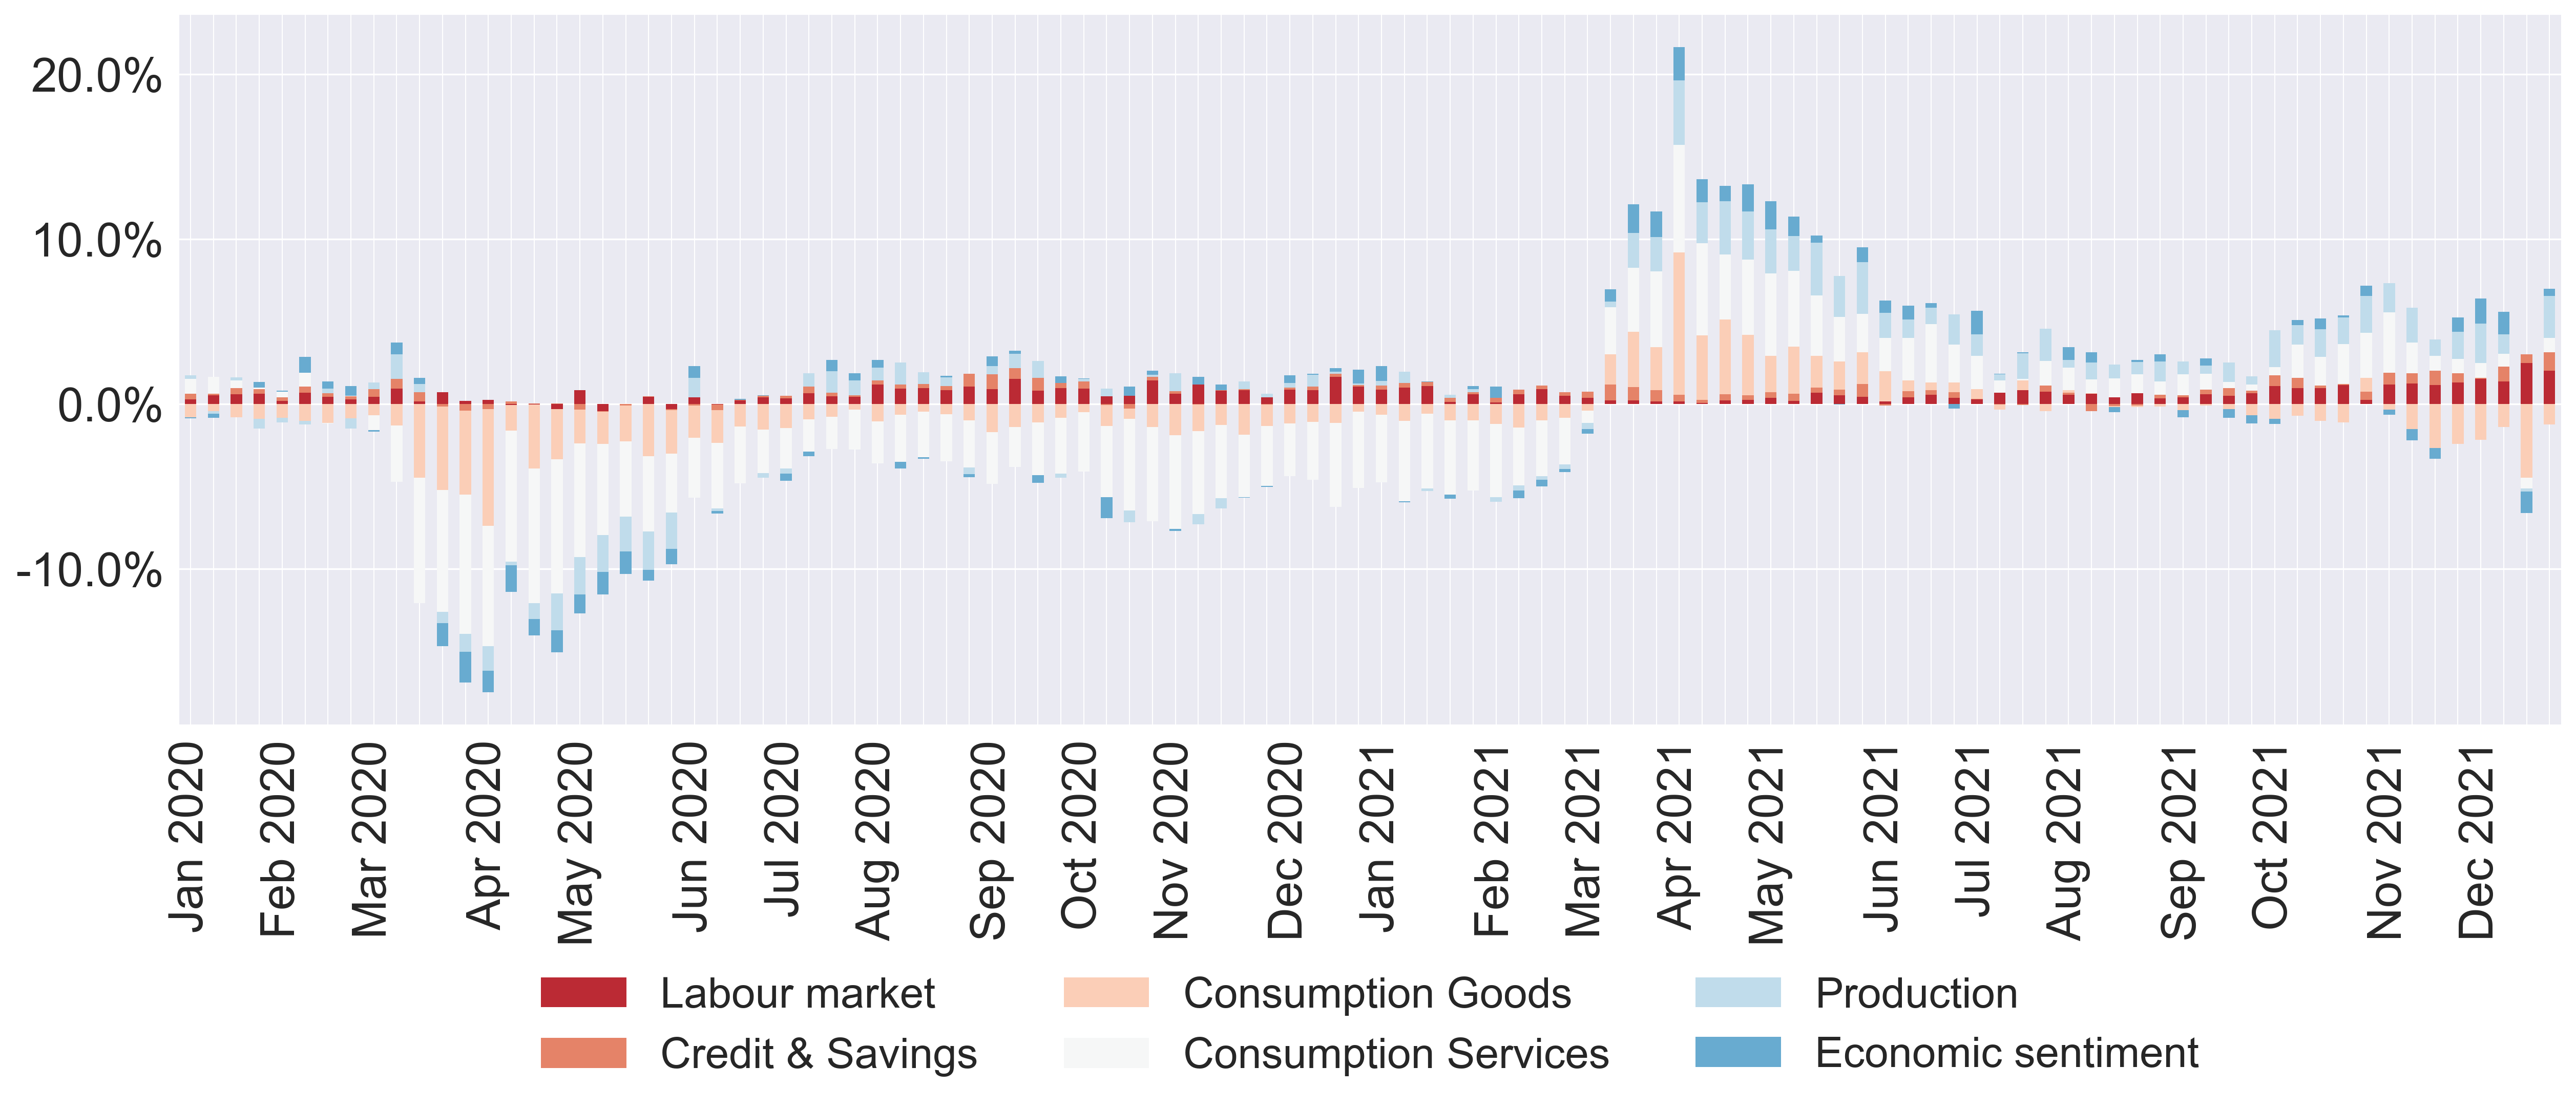 20.0%
10.0%
0.0%
-10.0%
Jan 2020
Feb 2020
Mar 2020
Apr 2020
May 2020
Jun 2020
Jul 2020
Aug 2020
Sep 2020
Oct 2020
Nov 2020
Dec 2020
Jan 2021
Feb 2021
Mar 2021
Apr 2021
May 2021
Jun 2021
Jul 2021
Aug 2021
Sep 2021
Oct 2021
Nov 2021
Dec 2021
Labour market
Consumption Goods
Production
Credit & Savings
Consumption Services
Economic sentiment